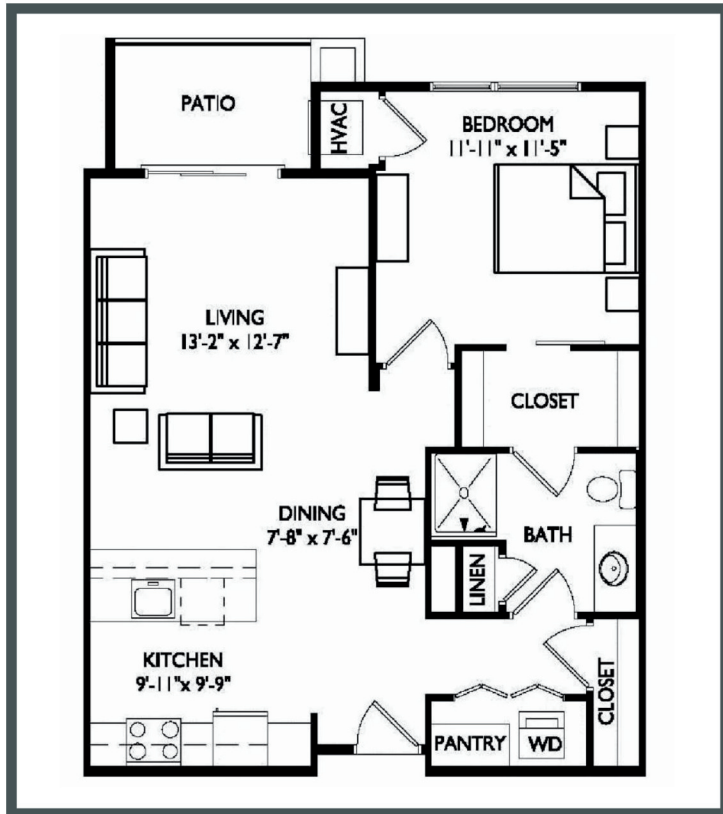 PATIO
HVAC
BEDROOM
11'-11" x 11'-5"
LIVING
13'-2" x 12'-7"
CLOSET
DINING
7'-8" x 7'-6"
BATH
LINEN
KITCHEN
9'-11"x 9'-9"
CLOSET
PANTRY
WD